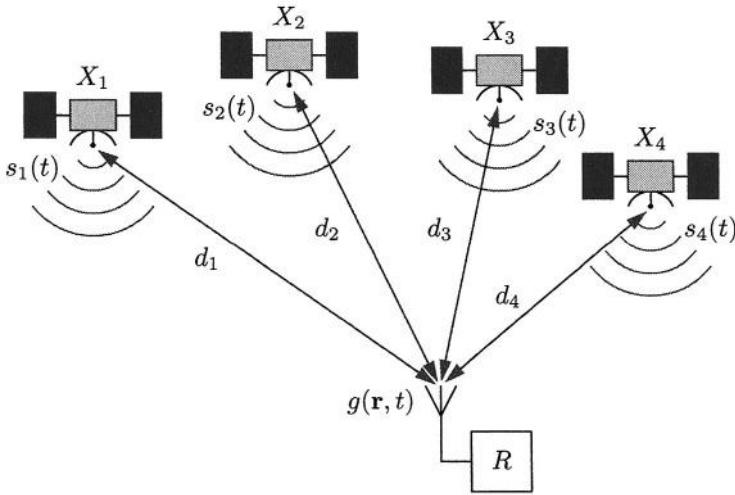 X₂
X₃
X₁
s₂(t)
s₃(t)
X₄
s₁(t)
s₄(t)
d₂
d₃
d₁
d₄
g(r, t)
R